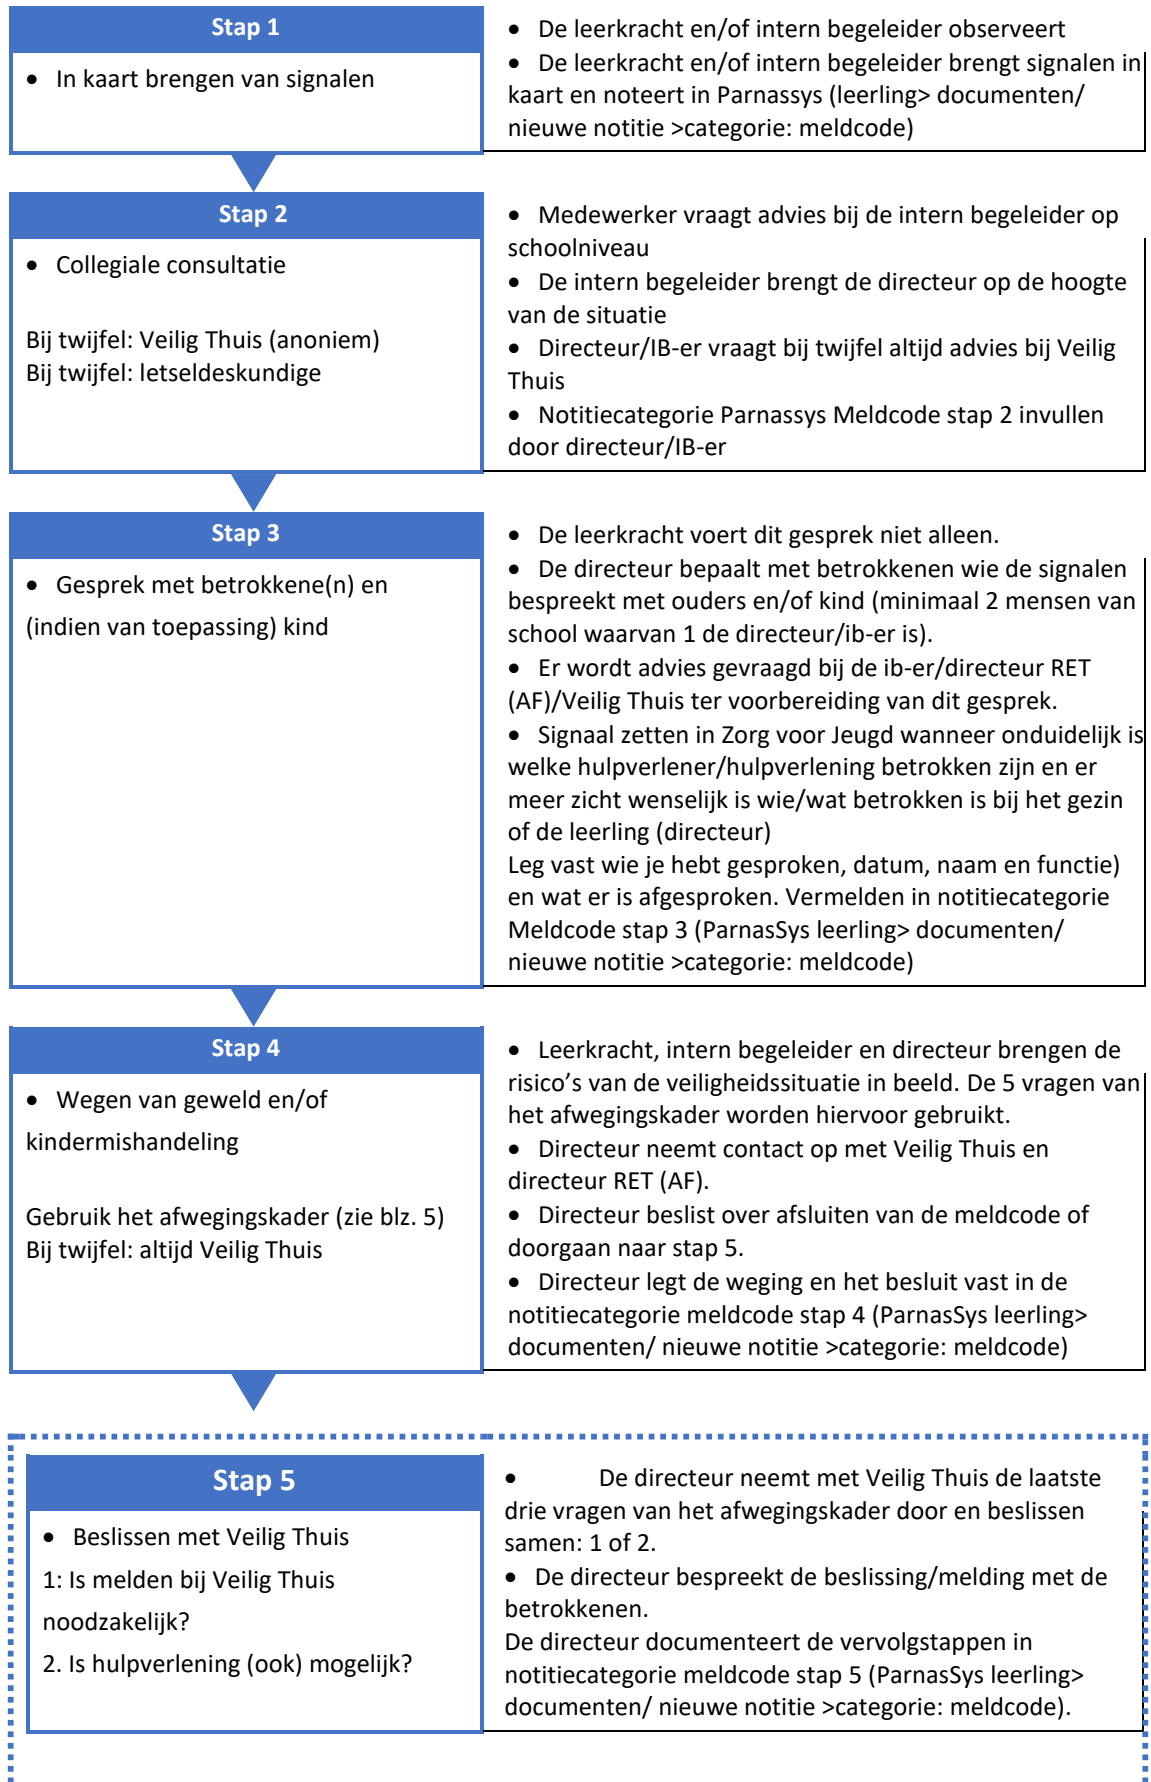 Stap 1
• In kaart brengen van signalen
• De leerkracht en/of intern begeleider observeert
• De leerkracht en/of intern begeleider brengt signalen in
kaart en noteert in Parnassys (leerling> documenten/
nieuwe notitie >categorie: meldcode)
Stap 2
• Collegiale consultatie
Bij twijfel: Veilig Thuis (anoniem)
Bij twijfel: letseldeskundige
• Medewerker vraagt advies bij de intern begeleider op
schoolniveau
• De intern begeleider brengt de directeur op de hoogte
van de situatie
• Directeur/IB-er vraagt bij twijfel altijd advies bij Veilig
Thuis
• Notitiecategorie Parnassys Meldcode stap 2 invullen
door directeur/IB-er
Stap 3
• Gesprek met betrokkene(n) en
(indien van toepassing) kind
• De leerkracht voert dit gesprek niet alleen.
• De directeur bepaalt met betrokkenen wie de signalen
bespreekt met ouders en/of kind (minimaal 2 mensen van
school waarvan 1 de directeur/ib-er is).
• Er wordt advies gevraagd bij de ib-er/directeur RET
(AF)/Veilig Thuis ter voorbereiding van dit gesprek.
• Signaal zetten in Zorg voor Jeugd wanneer onduidelijk is
welke hulpverlener/hulpverlening betrokken zijn en er
meer zicht wenselijk is wie/wat betrokken is bij het gezin
of de leerling (directeur)
Leg vast wie je hebt gesproken, datum, naam en functie)
en wat er is afgesproken. Vermelden in notitiecategorie
Meldcode stap 3 (ParnasSys leerling> documenten/
nieuwe notitie >categorie: meldcode)
Stap 4
• Wegen van geweld en/of
kindermishandeling
Gebruik het afwegingskader (zie blz. 5)
Bij twijfel: altijd Veilig Thuis
• Leerkracht, intern begeleider en directeur brengen de
risico’s van de veiligheidssituatie in beeld. De 5 vragen van
het afwegingskader worden hiervoor gebruikt.
• Directeur neemt contact op met Veilig Thuis en
directeur RET (AF).
• Directeur beslist over afsluiten van de meldcode of
doorgaan naar stap 5.
• Directeur legt de weging en het besluit vast in de
notitiecategorie meldcode stap 4 (ParnasSys leerling>
documenten/ nieuwe notitie >categorie: meldcode)
Stap 5
• Beslissen met Veilig Thuis
1: Is melden bij Veilig Thuis
noodzakelijk?
2. Is hulpverlening (ook) mogelijk?
• De directeur neemt met Veilig Thuis de laatste
drie vragen van het afwegingskader door en beslissen
samen: 1 of 2.
• De directeur bespreekt de beslissing/melding met de
betrokkenen.
De directeur documenteert de vervolgstappen in
notitiecategorie meldcode stap 5 (ParnasSys leerling>
documenten/ nieuwe notitie >categorie: meldcode).